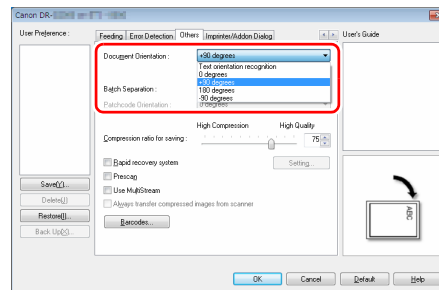 Canon DR-
User Preference :
Feeding Error Detection Others Imprinter/Addon Dialog
User's Guide
Document Orientation :
+90 degrees
Text orientation recognition
0 degrees
+90 degrees
180 degrees
-90 degrees
Batch Separation :
Patchcode Orientation :
0 degrees
High Compression High Quality
Compression ratio for saving :
75
Rapid recovery system
Setting...
Prescan
Use MultiStream
Always transfer compressed images from scanner
Barcodes...
Save(Y)...
Delete(J)
Restore(I)...
Back Up(X)...
ABC
OK Cancel Default Help